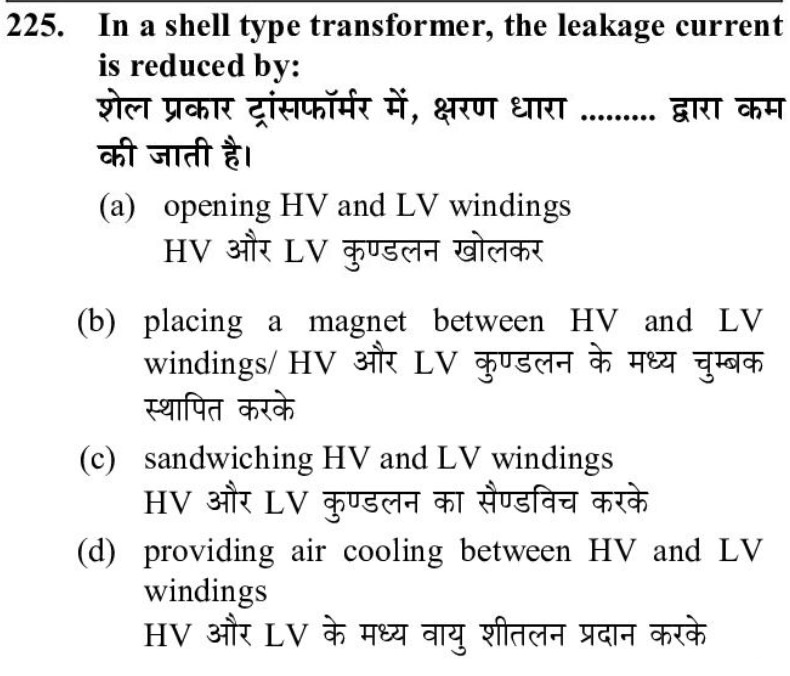 225. In a shell type transformer, the leakage current
is reduced by:
शेल प्रकार ट्रांसफॉर्मर में, क्षरण धारा ......... द्वारा कम
की जाती है।
(a) opening HV and LV windings
HV और LV कुण्डलन खोलकर
(b) placing a magnet between HV and LV
windings/ HV और LV कुण्डलन के मध्य चुम्बक
स्थापित करके
(c) sandwiching HV and LV windings
HV और LV कुण्डलन का सैण्डविच करके
(d) providing air cooling between HV and LV
windings
HV और LV के मध्य वायु शीतलन प्रदान करके